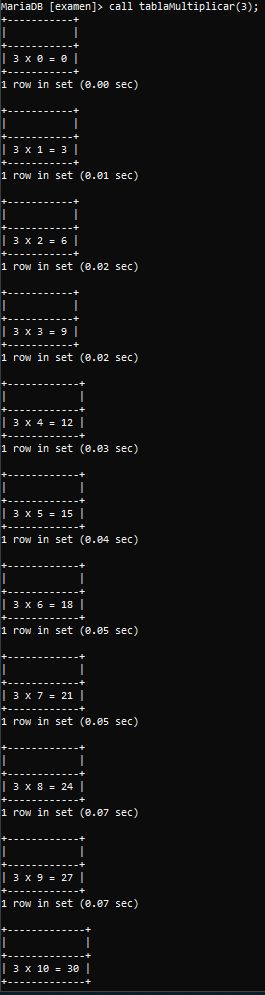 MariaDB [examen]> call tablaMultiplicar(3);
+-----------+
|           |
+-----------+
| 3 x 0 = 0 |
+-----------+
1 row in set (0.00 sec)

+-----------+
|           |
+-----------+
| 3 x 1 = 3 |
+-----------+
1 row in set (0.01 sec)

+-----------+
|           |
+-----------+
| 3 x 2 = 6 |
+-----------+
1 row in set (0.02 sec)

+-----------+
|           |
+-----------+
| 3 x 3 = 9 |
+-----------+
1 row in set (0.02 sec)

+------------+
|            |
+------------+
| 3 x 4 = 12 |
+------------+
1 row in set (0.03 sec)

+------------+
|            |
+------------+
| 3 x 5 = 15 |
+------------+
1 row in set (0.04 sec)

+------------+
|            |
+------------+
| 3 x 6 = 18 |
+------------+
1 row in set (0.05 sec)

+------------+
|            |
+------------+
| 3 x 7 = 21 |
+------------+
1 row in set (0.05 sec)

+------------+
|            |
+------------+
| 3 x 8 = 24 |
+------------+
1 row in set (0.07 sec)

+------------+
|            |
+------------+
| 3 x 9 = 27 |
+------------+
1 row in set (0.07 sec)

+-------------+
|             |
+-------------+
| 3 x 10 = 30 |
+-------------+